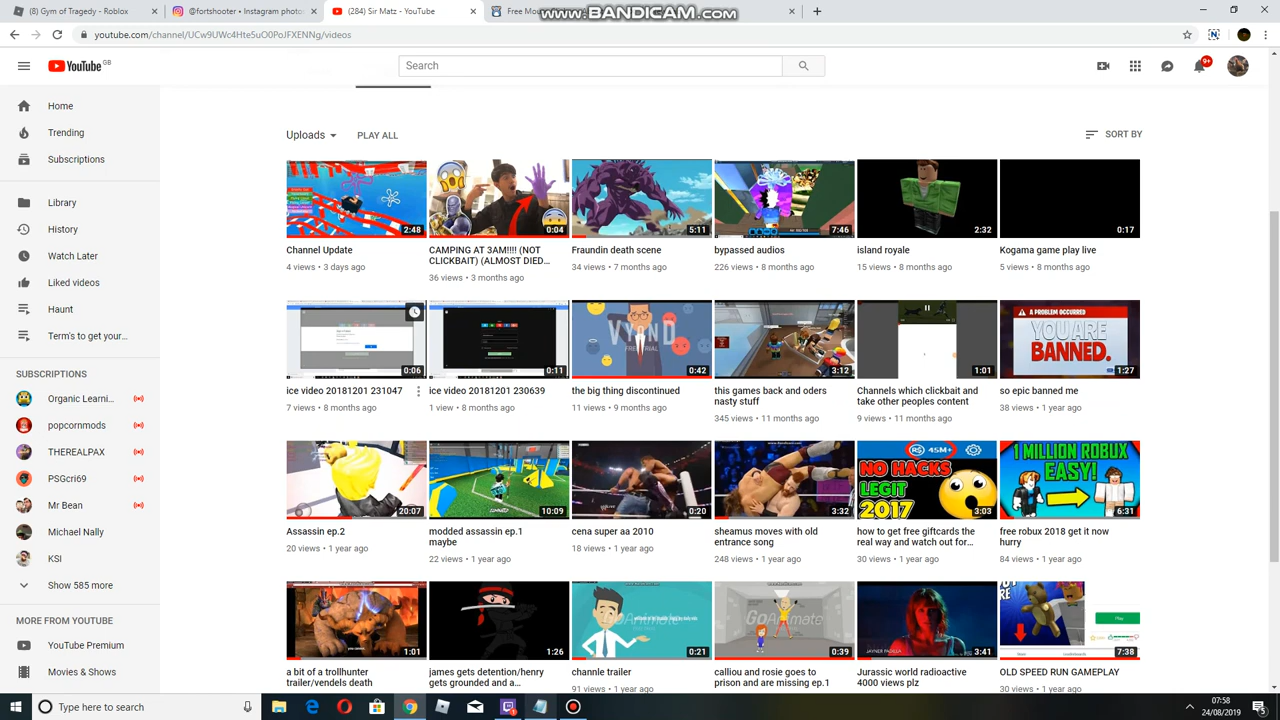 (8) Gym of Tragedy - Roblox
@fortshooter • Instagram photo
(284) Sir Matz - YouTube
Free Mo
www.BANDICAM.com
youtube.com/channel/UCw9UWc4Hte5uO0PoJFXENNg/videos
YouTube GB
Search
9+
Home
Trending
Subscriptions
Library
History
Watch Later
Liked videos
Haunt
Terms to get your...
SUBSCRIPTIONS
Organic Learni...
popcornmobs
THEREALPAX
PSGcri69
Mr Bean
Michael Nally
KSI
Show 585 more
MORE FROM YOUTUBE
YouTube Premium
Movies & Shows
Uploads
PLAY ALL
SORT BY
2:48
0:04
5:11
7:46
2:32
0:17
Channel Update
4 views • 3 days ago
CAMPING AT 3AM!!!! (NOT
CLICKBAIT) (ALMOST DIED...
36 views • 3 months ago
Fraundin death scene
34 views • 7 months ago
bypassed audios
226 views • 8 months ago
island royale
15 views • 8 months ago
Kogama game play live
5 views • 8 months ago
0:06
0:11
VYOND
FREE TRIAL
0:42
3:12
1:01
A PROBLEM OCCURRED
YOU ARE
BANNED.
1:27
ice video 20181201 231047
7 views • 8 months ago
ice video 20181201 230639
1 view • 8 months ago
the big thing discontinued
11 views • 9 months ago
this games back and oders
nasty stuff
345 views • 11 months ago
Channels which clickbait and
take other peoples content
9 views • 11 months ago
so epic banned me
38 views • 1 year ago
20:07
10:09
0:20
3:32
R$ 45M+
NO HACKS
LEGIT
2017
3:03
1 MILLION ROBUX
EASY!
6:31
Assassin ep.2
20 views • 1 year ago
modded assassin ep.1
maybe
22 views • 1 year ago
cena super aa 2010
18 views • 1 year ago
sheamus moves with old
entrance song
248 views • 1 year ago
how to get free giftcards the
real way and watch out for...
30 views • 1 year ago
free robux 2018 get it now
hurry
84 views • 1 year ago
1:01
1:26
GoAnimate
0:21
GoAnimate
0:39
JAYNER PADILLA
3:41
Play
7:38
a bit of a trollhunter
trailer/vendels death
james gets detention/henry
gets grounded and a...
channle trailer
91 views • 1 year ago
calliou and rosie goes to
prison and are missing ep.1
Jurassic world radioactive
4000 views plz
OLD SPEED RUN GAMEPLAY
30 views • 1 year ago
Type here to search
07:58
24/08/2019
5